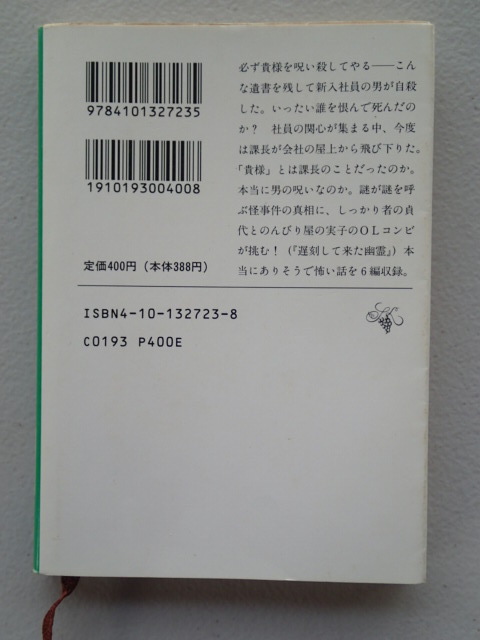 9784101327235
1910193004008
定価400円（本体388円）
必ず貴様を呪い殺してやる――こん
な遺書を残して新入社員の男が自殺
した。いったい誰を恨んで死んだの
か？　社員の関心が集まる中、今度
は課長が会社の屋上から飛び下りた。
「貴様」とは課長のことだったのか。
本当に男の呪いなのか。謎が謎を呼
ぶ怪事件の真相に、しっかり者の貞
代とのんびり屋の実子のＯＬコンビ
が挑む！（『遅刻して来た幽霊』）本
当にありそうで怖い話を６編収録。
ISBN4-10-132723-8
C0193 P400E